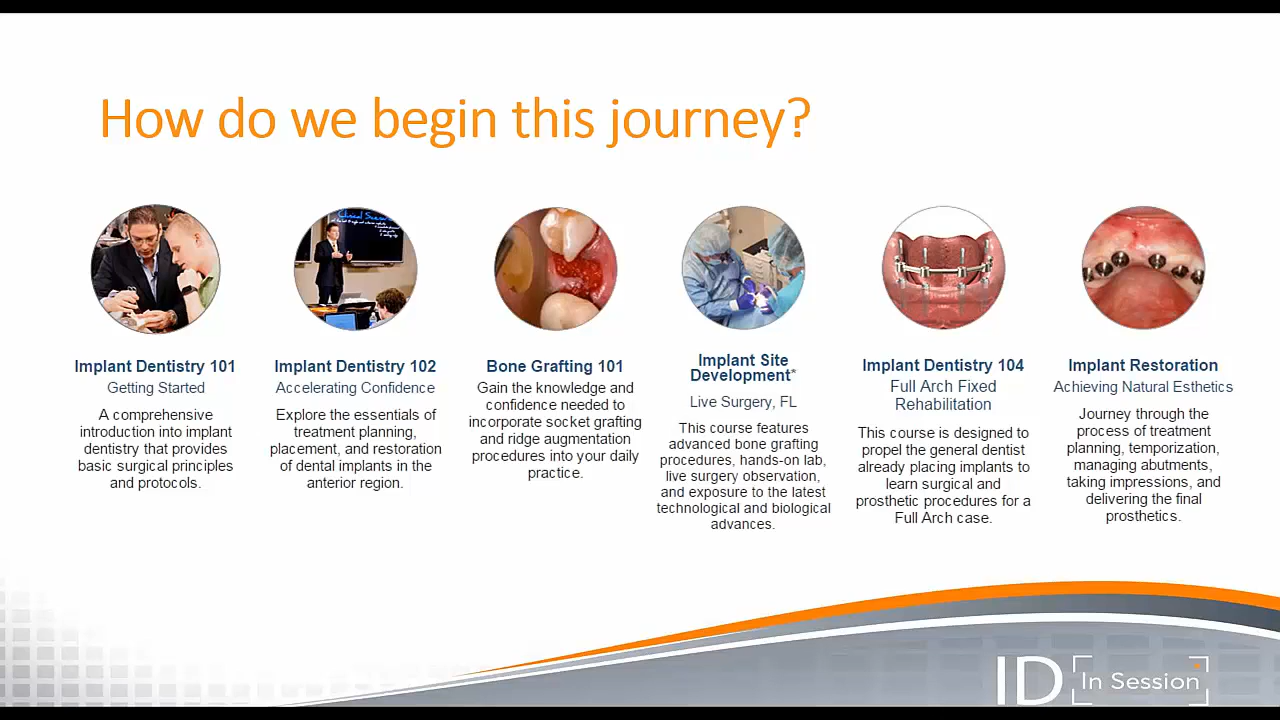 How do we begin this journey?
Implant Dentistry 101
Getting Started
A comprehensive
introduction into implant
dentistry that provides
basic surgical principles
and protocols.
Implant Dentistry 102
Accelerating Confidence
Explore the essentials of
treatment planning,
placement, and restoration
of dental implants in the
anterior region.
Bone Grafting 101
Gain the knowledge and
confidence needed to
incorporate socket grafting
and ridge augmentation
procedures into your daily
practice.
Implant Site
Development*
Live Surgery, FL
This course features
advanced bone grafting
procedures, hands-on lab,
live surgery observation,
and exposure to the latest
technological and biological
advances.
Implant Dentistry 104
Full Arch Fixed
Rehabilitation
This course is designed to
propel the general dentist
already placing implants to
learn surgical and
prosthetic procedures for a
Full Arch case.
Implant Restoration
Achieving Natural Esthetics
Journey through the
process of treatment
planning, temporization,
managing abutments,
taking impressions, and
delivering the final
prosthetics.
ID In Session